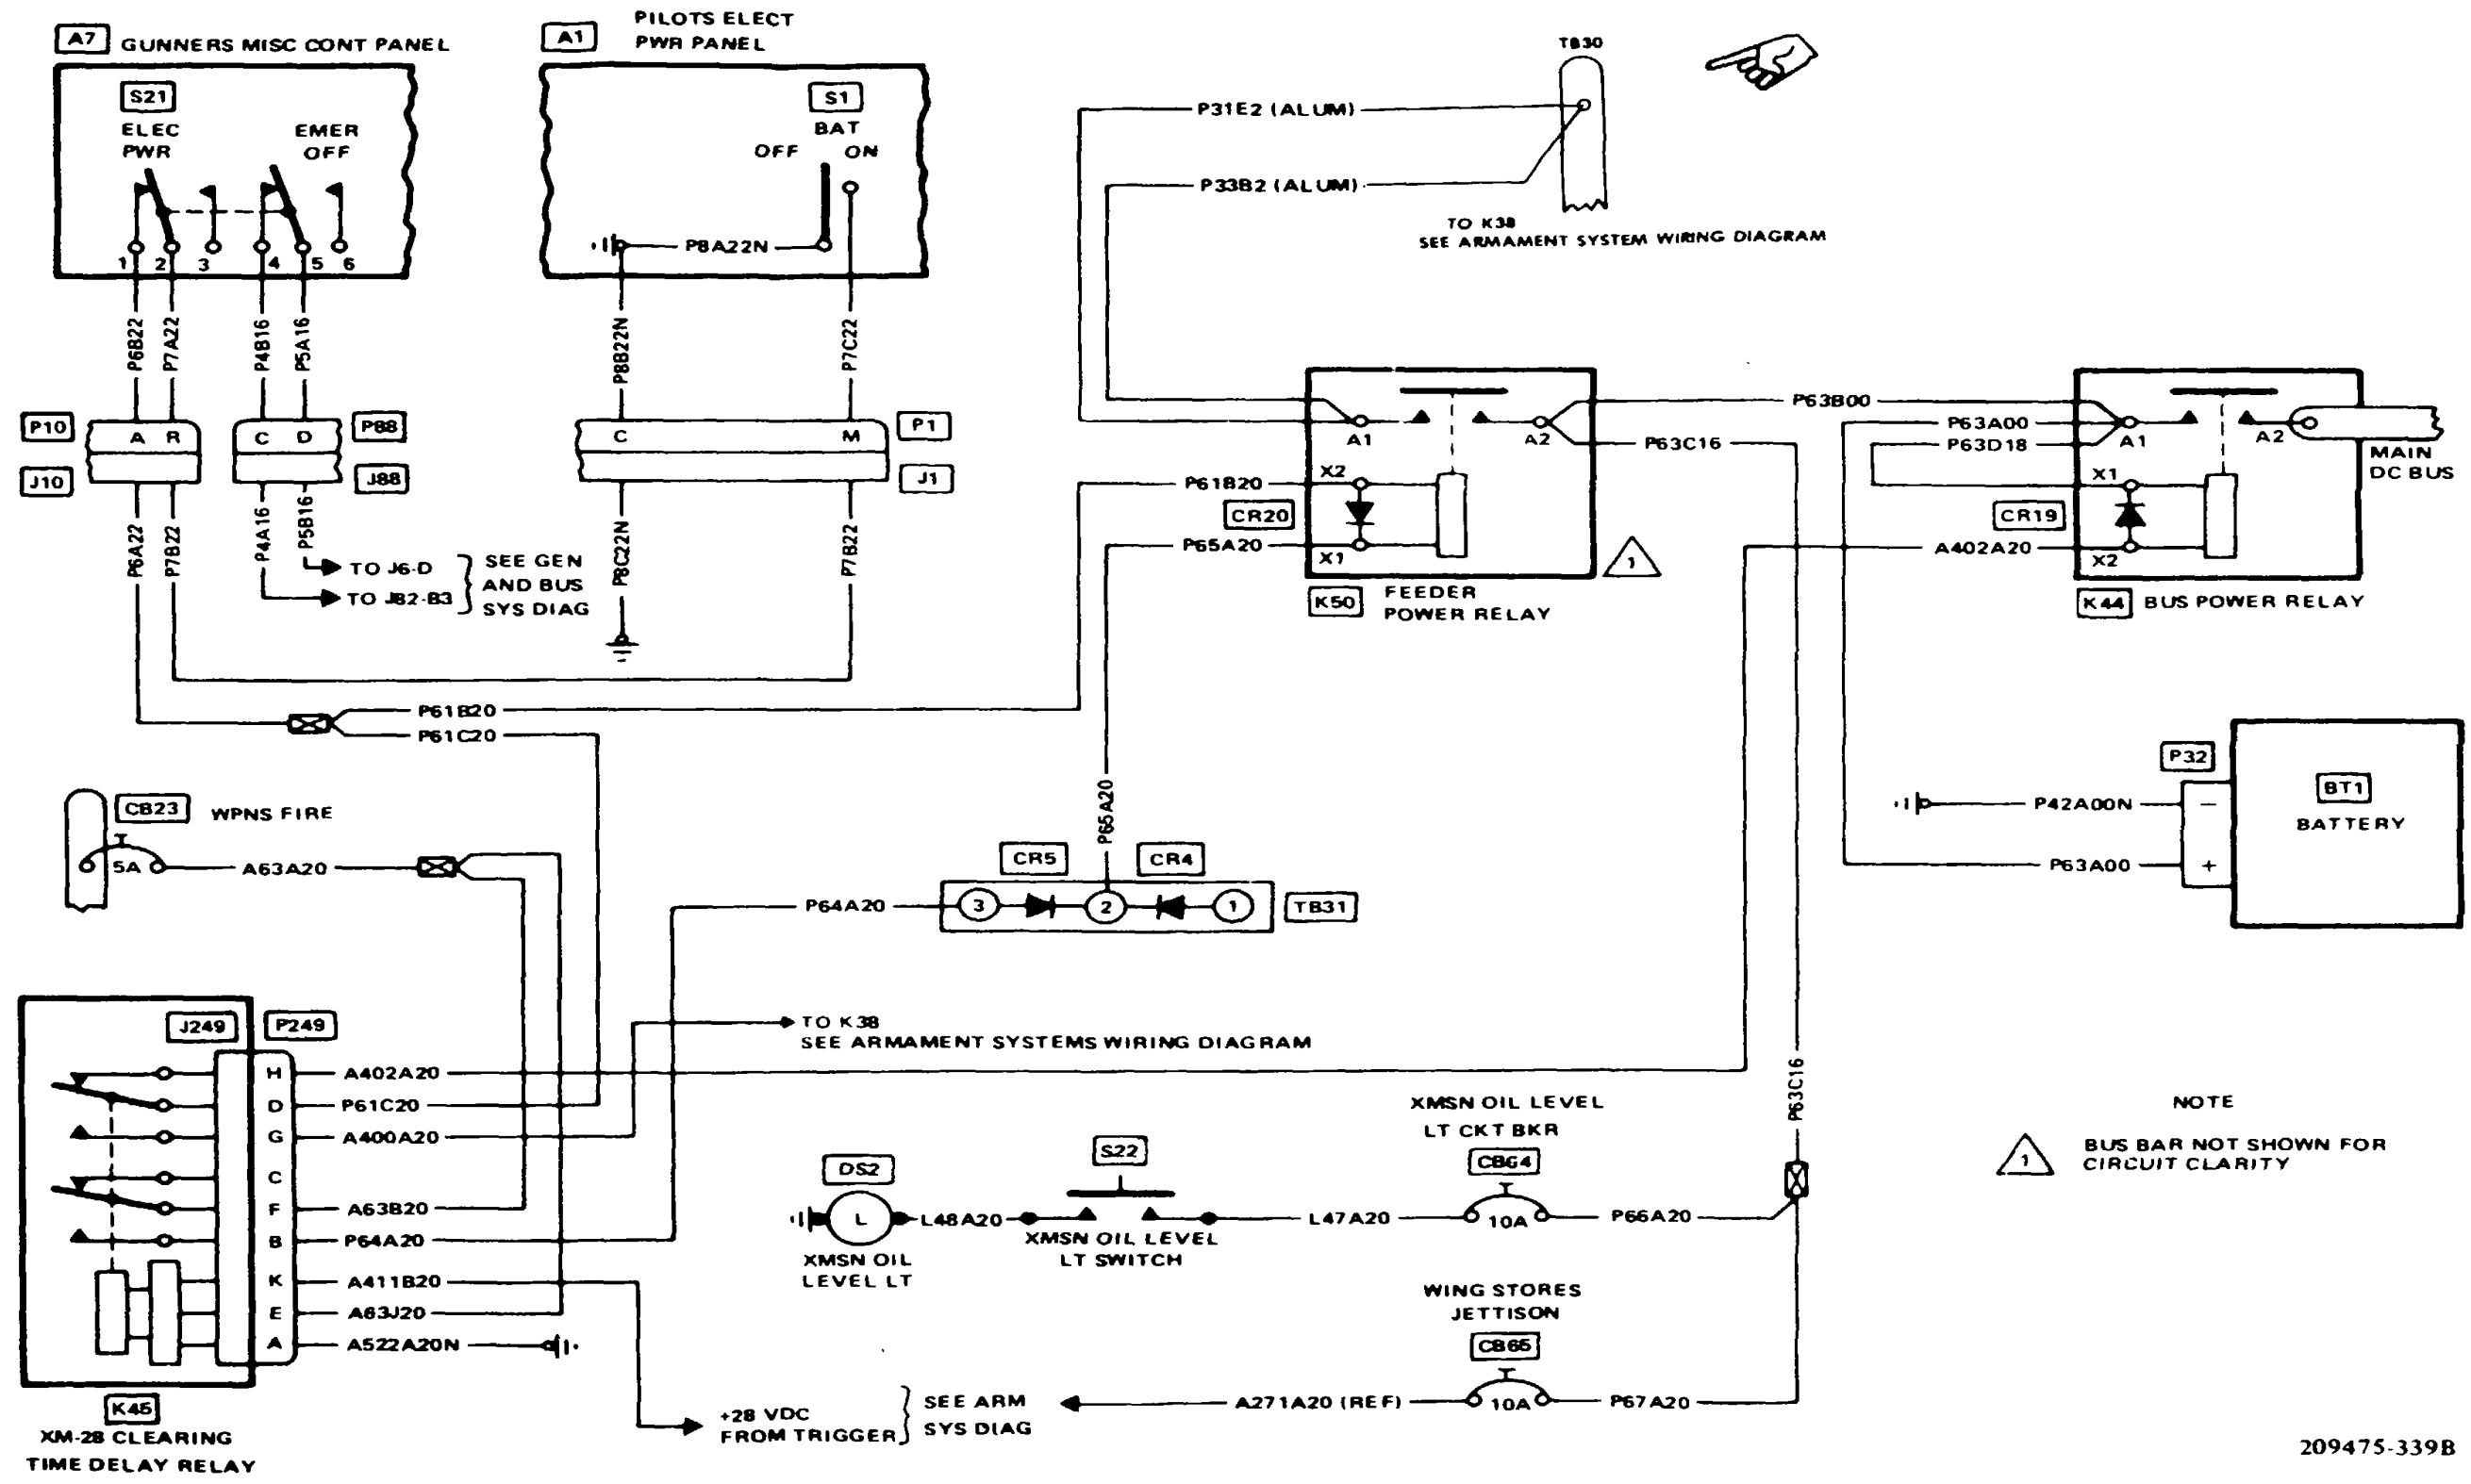 A7 GUNNERS MISC CONT PANEL
S21
ELEC PWR
EMER OFF
1 2 3 4 5 6
P6B22
P7A22
P4B16
P5A16
P10
A R
C D
P88
J10
J88
P6A22
P7B22
P4A16
P5B16
TO J6-D
TO J82-B3
SEE GEN
AND BUS
SYS DIAG
A1
PILOTS ELECT
PWR PANEL
S1
BAT
OFF ON
P8A22N
P8B22N
P7C22
C M
P1
J1
P8C22N
P7B22
P61B20
P61C20
TB30
P31E2 (ALUM)
P33B2 (ALUM)
TO K38
SEE ARMAMENT SYSTEM WIRING DIAGRAM
A1
A2
X2
X1
P61B20
CR20
P65A20
K50
FEEDER
POWER RELAY
1
P63B00
P63A00
P63D18
P63C16
A1
A2
X1
X2
CR19
A402A20
MAIN
DC BUS
K44 BUS POWER RELAY
P32
P42A00N
−
P63A00
+
BT1
BATTERY
CB23 WPNS FIRE
5A
A63A20
P65A20
CR5
CR4
P64A20
3 2 1
TB31
TO K38
SEE ARMAMENT SYSTEMS WIRING DIAGRAM
J249
P249
H A402A20
D P61C20
G A400A20
C
F A63B20
B P64A20
K A411B20
E A63J20
A A522A20N
K45
XM-28 CLEARING
TIME DELAY RELAY
+28 VDC
FROM TRIGGER
SEE ARM
SYS DIAG
DS2
L
XMSN OIL
LEVEL LT
L48A20
S22
XMSN OIL LEVEL
LT SWITCH
L47A20
XMSN OIL LEVEL
LT CKT BKR
CB64
10A
P66A20
P63C16
WING STORES
JETTISON
CB65
10A
A271A20 (REF)
P67A20
NOTE
1
BUS BAR NOT SHOWN FOR
CIRCUIT CLARITY
209475-339B